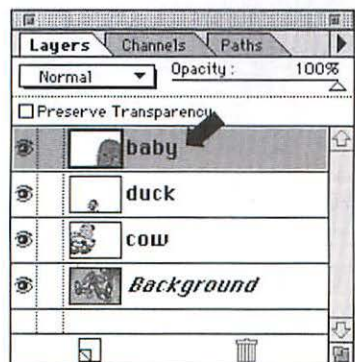 Layers Channels Paths
Normal Opacity: 100%
Preserve Transparency
baby
duck
cow
Background